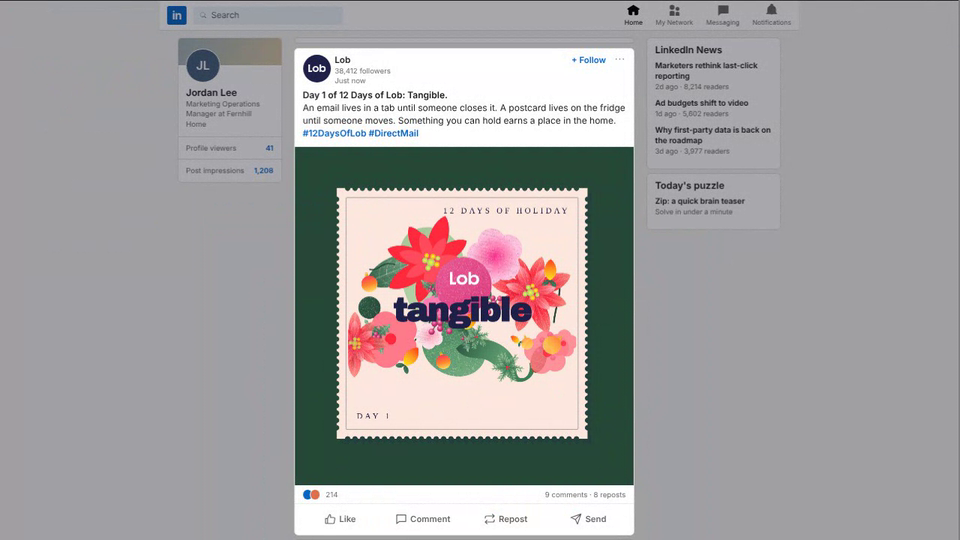 in
Search
Home
My Network
Messaging
Notifications
JL
Jordan Lee
Marketing Operations
Manager at Fernhill
Home
Profile viewers 41
Post impressions 1,208
Lob
Lob
38,412 followers
Just now
+ Follow
Day 1 of 12 Days of Lob: Tangible.
An email lives in a tab until someone closes it. A postcard lives on the fridge
until someone moves. Something you can hold earns a place in the home.
#12DaysOfLob #DirectMail
12 DAYS OF HOLIDAY
Lob
tangible
DAY 1
214
9 comments · 8 reposts
Like
Comment
Repost
Send
LinkedIn News
Marketers rethink last-click
reporting
2d ago · 8,214 readers
Ad budgets shift to video
1d ago · 5,602 readers
Why first-party data is back on
the roadmap
3d ago · 3,977 readers
Today's puzzle
Zip: a quick brain teaser
Solve in under a minute